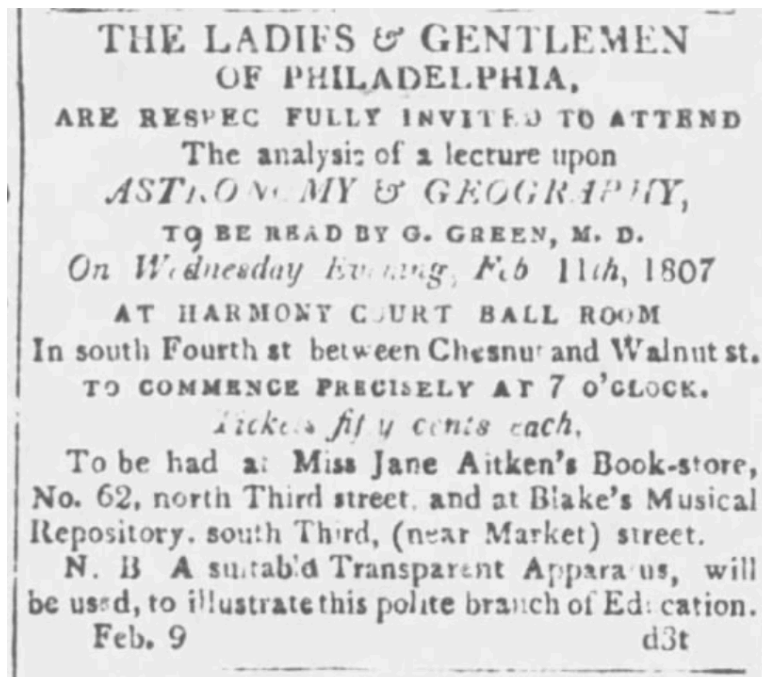 THE LADIES & GENTLEMEN
OF PHILADELPHIA,
ARE RESPEC FULLY INVITED TO ATTEND
The analysis of a lecture upon
ASTRONOMY & GEOGRAPHY,
TO BE READ BY G. GREEN, M. D.
On Wednesday Evening, Feb 11th, 1807
AT HARMONY COURT BALL ROOM
In south Fourth st between Chesnut and Walnut st.
TO COMMENCE PRECISELY AT 7 O'CLOCK.
Tickets fifty cents each,
To be had at Miss Jane Aitken's Book-store,
No. 62, north Third street, and at Blake's Musical
Repository, south Third, (near Market) street.
N. B A suitabl'd Transparent Apparatus, will
be used, to illustrate this polite branch of Education.
Feb. 9 d3t